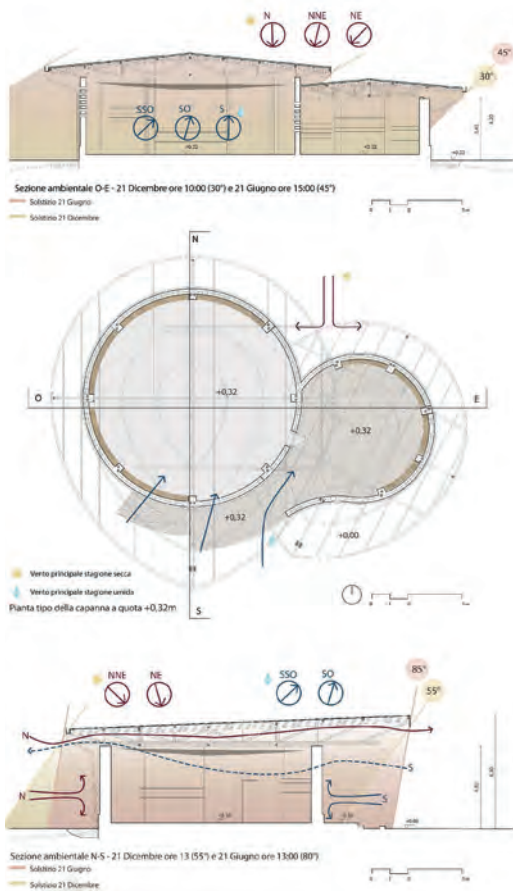 N NNE NE
45°
30°
SSO SO S
+0.32
Sezione ambientale O-E - 21 Dicembre ore 10:00 (30°) e 21 Giugno ore 15:00 (45°)
Solstizio 21 Giugno
Solstizio 21 Dicembre
N
O
E
+0,32
+0,32
+0,32
+0,00
Vento principale stagione secca
Vento principale stagione umida
Pianta tipo della capanna a quota +0,32m
S
NNE NE
SSO SO
85°
55°
N
S
N
S
Sezione ambientale N-S - 21 Dicembre ore 13 (55°) e 21 Giugno ore 13:00 (80°)
Solstizio 21 Giugno
Solstizio 21 Dicembre